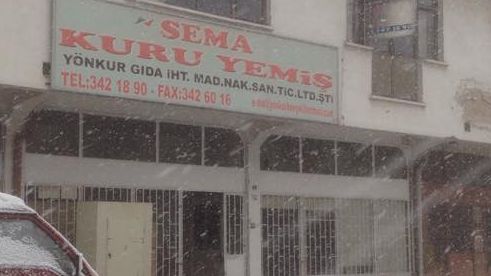 SEMA
KURU YEMİŞ
YÖNKUR GIDA İHT. MAD.NAK.SAN.TİC.LTD.ŞTİ
TEL:342 18 90 - FAX:342 60 16